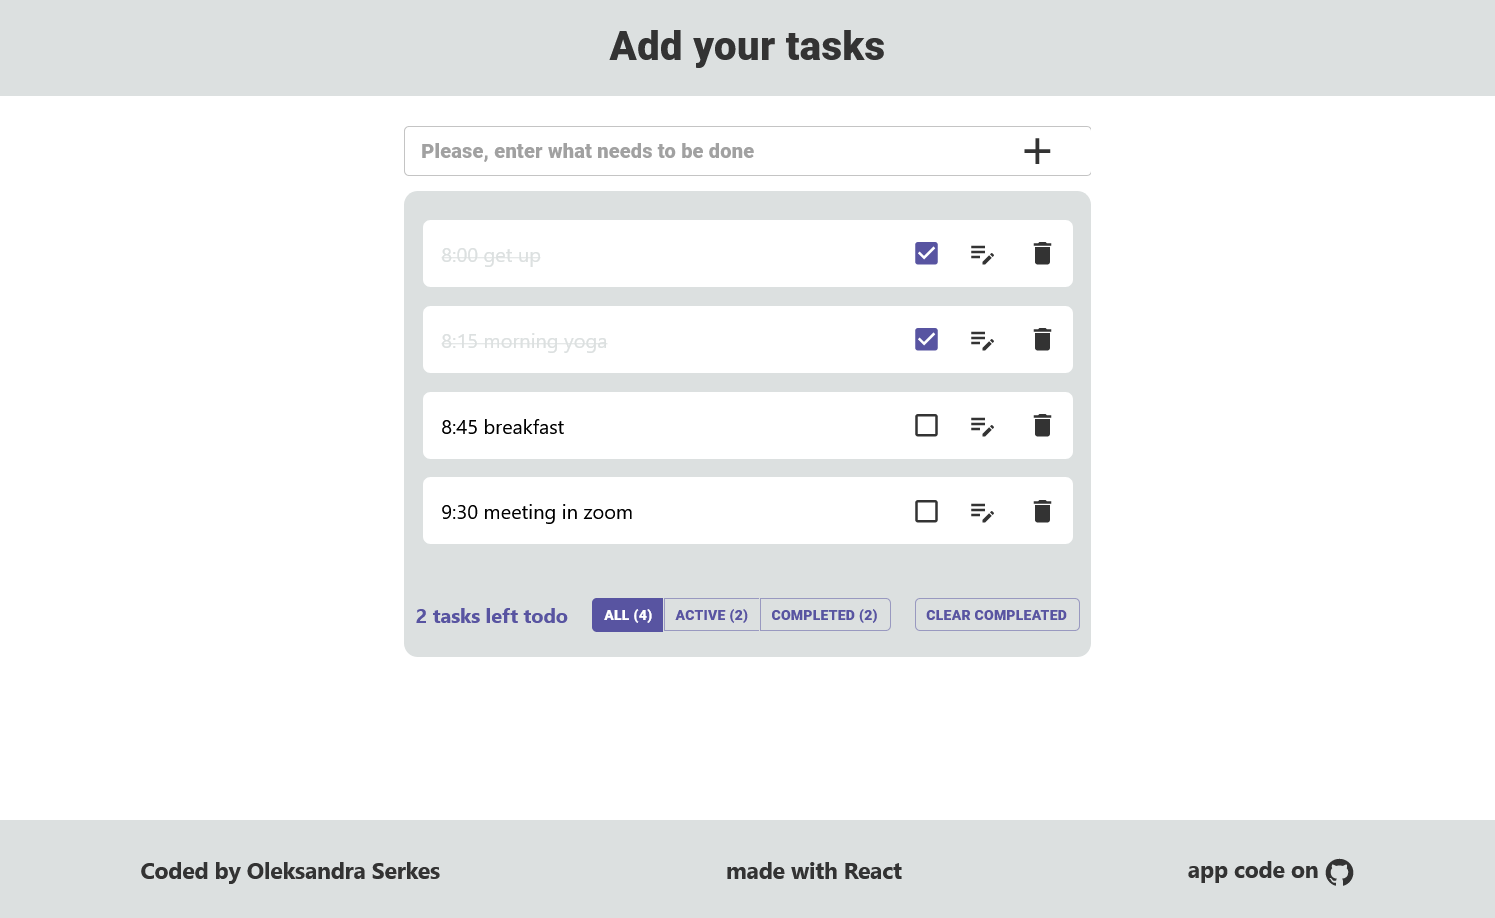 Add your tasks
Please, enter what needs to be done
8:00 get up
8:15 morning yoga
8:45 breakfast
9:30 meeting in zoom
2 tasks left todo ALL (4) ACTIVE (2) COMPLETED (2) CLEAR COMPLEATED
Coded by Oleksandra Serkes made with React app code on